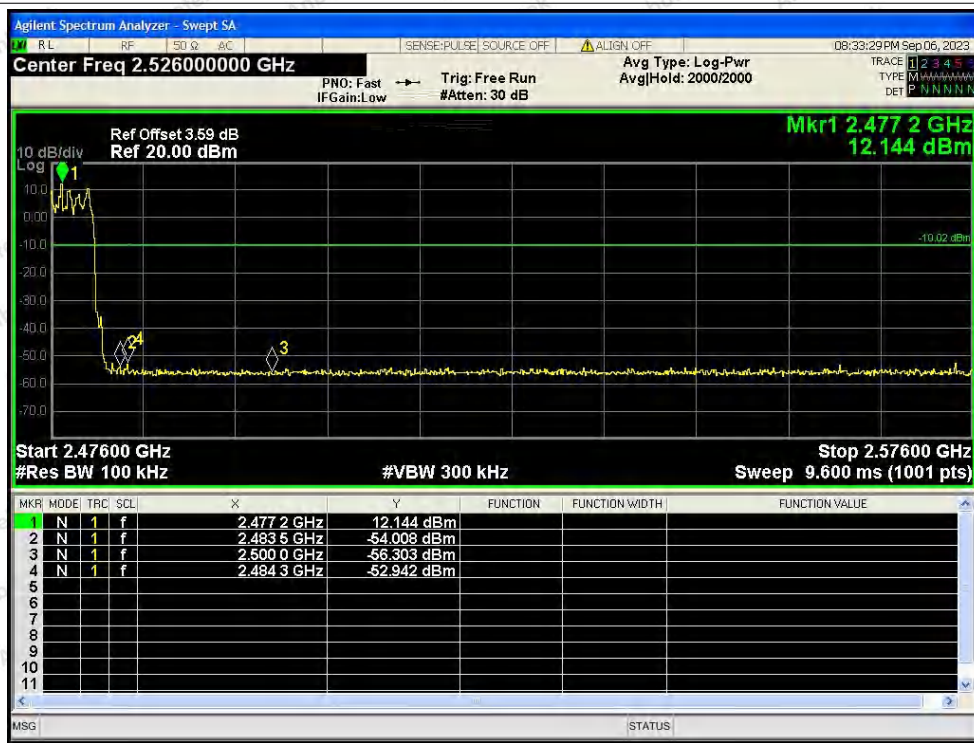 Agilent Spectrum Analyzer - Swept SA
LXI RL RF 50 Ω AC SENSE:PULSE SOURCE OFF ALIGN OFF 08:33:29 PM Sep 06, 2023
Center Freq 2.526000000 GHz
PNO: Fast
IFGain:Low
Trig: Free Run
#Atten: 30 dB
Avg Type: Log-Pwr
Avg|Hold: 2000/2000
TRACE 1 2 3 4 5
TYPE M
DET P N N N N N
Mkr1 2.477 2 GHz
12.144 dBm
Ref Offset 3.59 dB
10 dB/div Ref 20.00 dBm
Log
1
10.0
0.00
-10.0
-10.02 dBm
-20.0
-30.0
-40.0
2 4 3
-50.0
-60.0
-70.0
Start 2.47600 GHz Stop 2.57600 GHz
#Res BW 100 kHz #VBW 300 kHz Sweep 9.600 ms (1001 pts)
MKR MODE TRC SCL X Y FUNCTION FUNCTION WIDTH FUNCTION VALUE
1 N 1 f 2.477 2 GHz 12.144 dBm
2 N 1 f 2.483 5 GHz -54.008 dBm
3 N 1 f 2.500 0 GHz -56.303 dBm
4 N 1 f 2.484 3 GHz -52.942 dBm
5
6
7
8
9
10
11
MSG STATUS